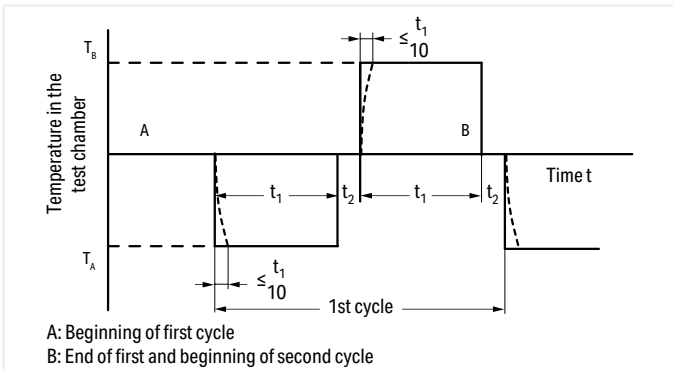 T_B
≤ t_1/10
Temperature in the
test chamber
A
B
t_1
t_2
t_1
t_2
Time t
T_A
≤ t_1/10
1st cycle
A: Beginning of first cycle
B: End of first and beginning of second cycle